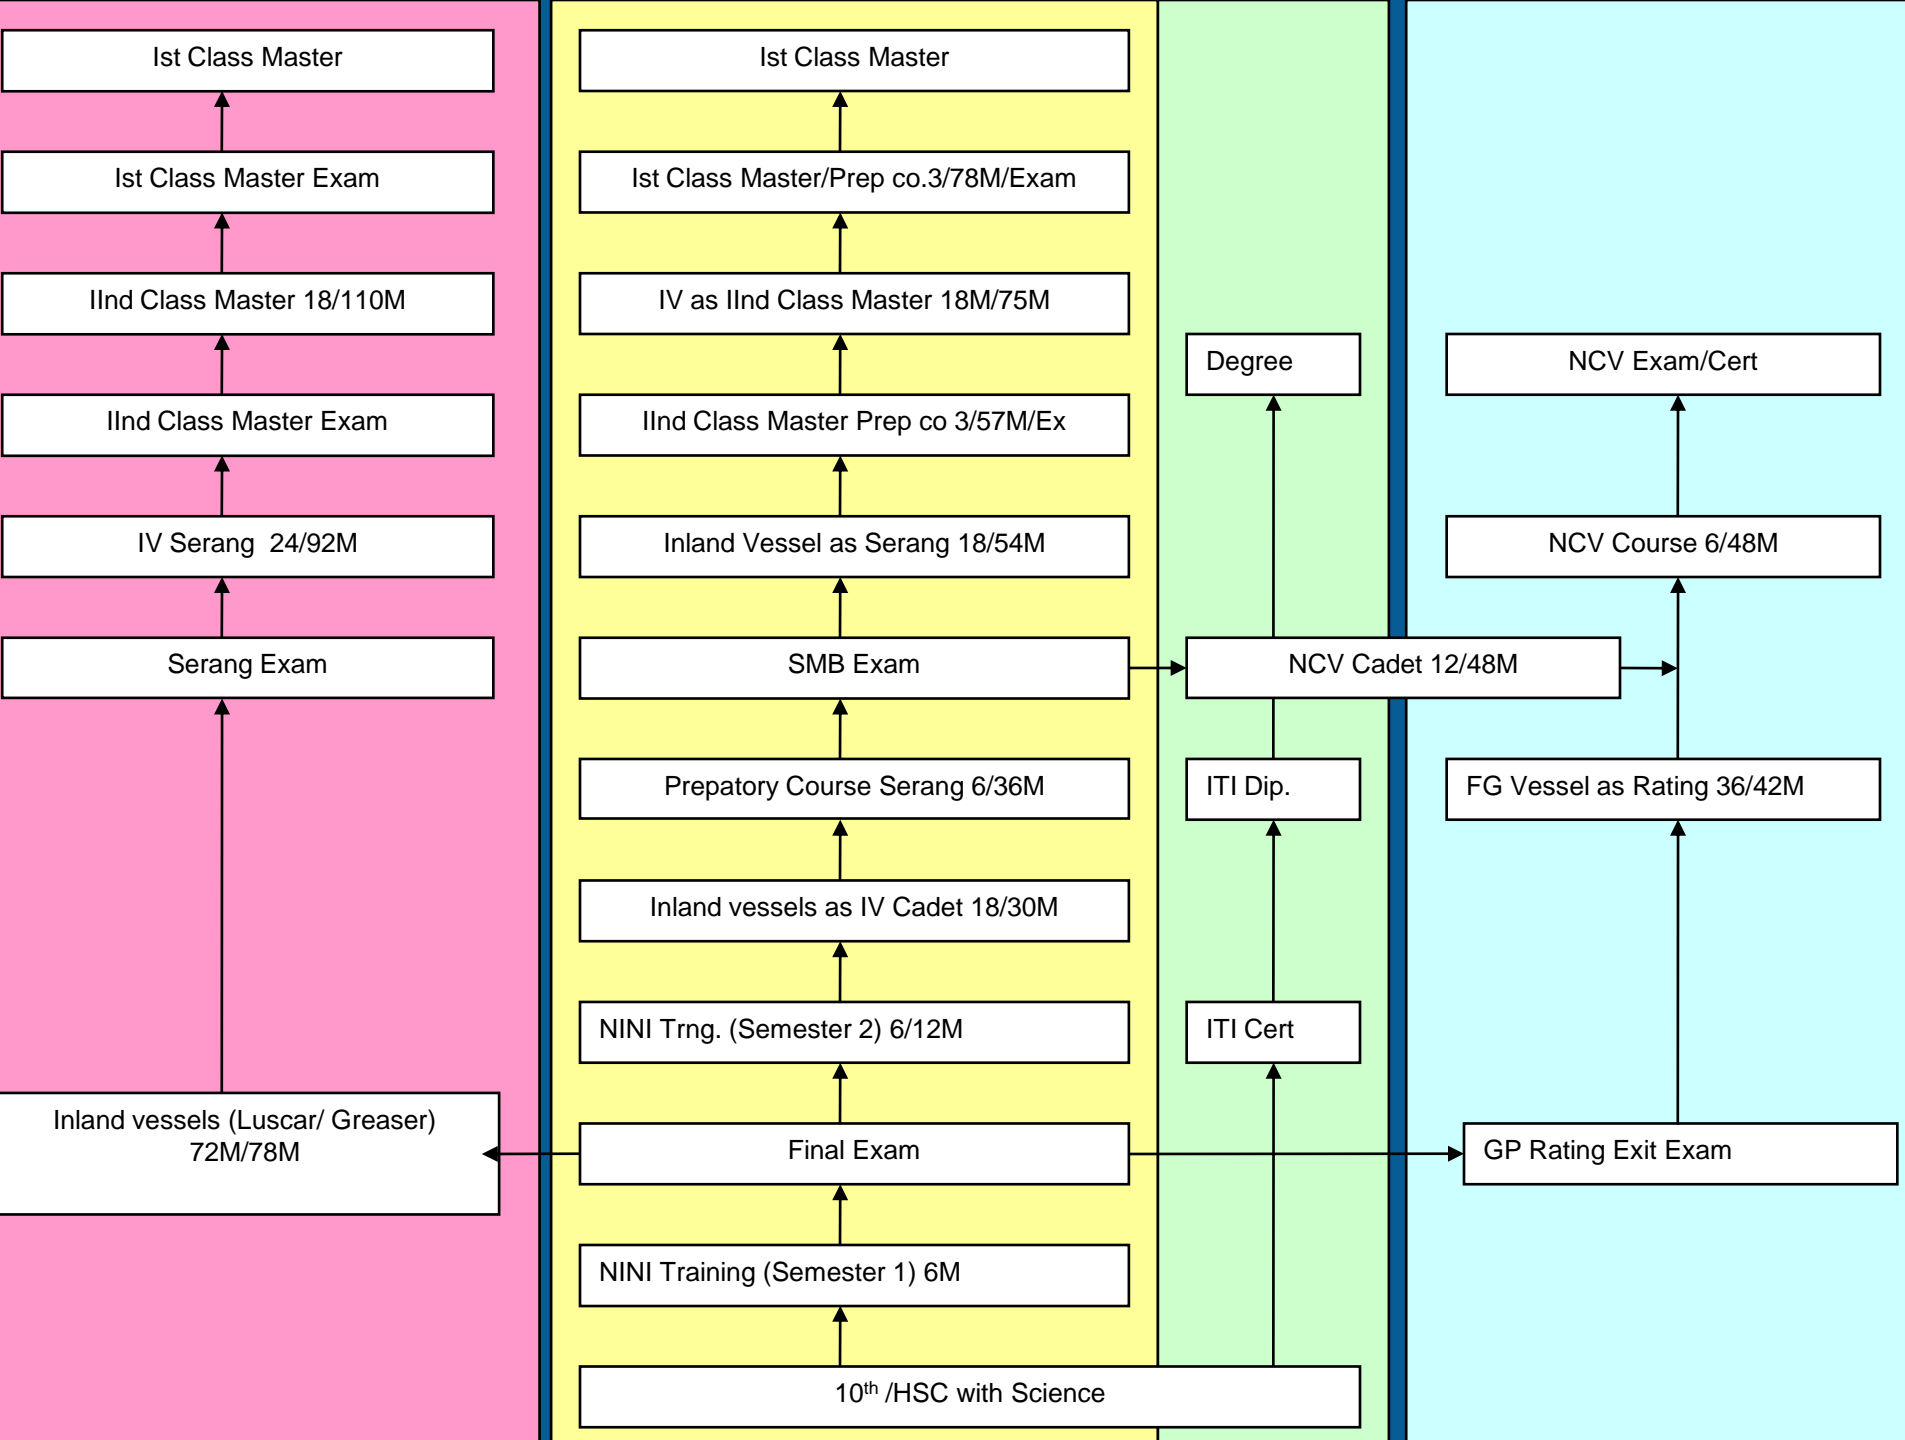 Ist Class Master
Ist Class Master Exam
IInd Class Master 18/110M
IInd Class Master Exam
IV Serang  24/92M
Serang Exam
Inland vessels (Luscar/ Greaser)
72M/78M
Ist Class Master
Ist Class Master/Prep co.3/78M/Exam
IV as IInd Class Master 18M/75M
IInd Class Master Prep co 3/57M/Ex
Inland Vessel as Serang 18/54M
SMB Exam
Prepatory Course Serang 6/36M
Inland vessels as IV Cadet 18/30M
NINI Trng. (Semester 2) 6/12M
Final Exam
NINI Training (Semester 1) 6M
10th /HSC with Science
Degree
NCV Cadet 12/48M
ITI Dip.
ITI Cert
NCV Exam/Cert
NCV Course 6/48M
FG Vessel as Rating 36/42M
GP Rating Exit Exam